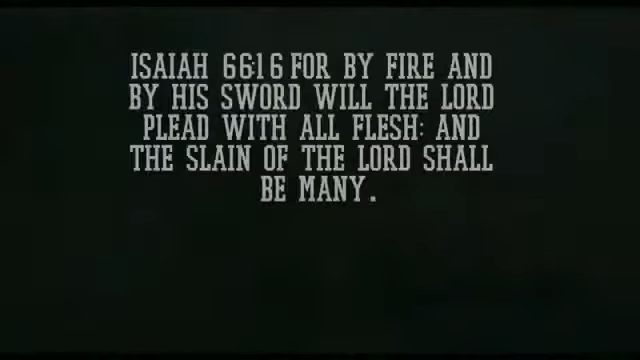 ISAIAH 66:16 FOR BY FIRE AND
BY HIS SWORD WILL THE LORD
PLEAD WITH ALL FLESH: AND
THE SLAIN OF THE LORD SHALL
BE MANY.